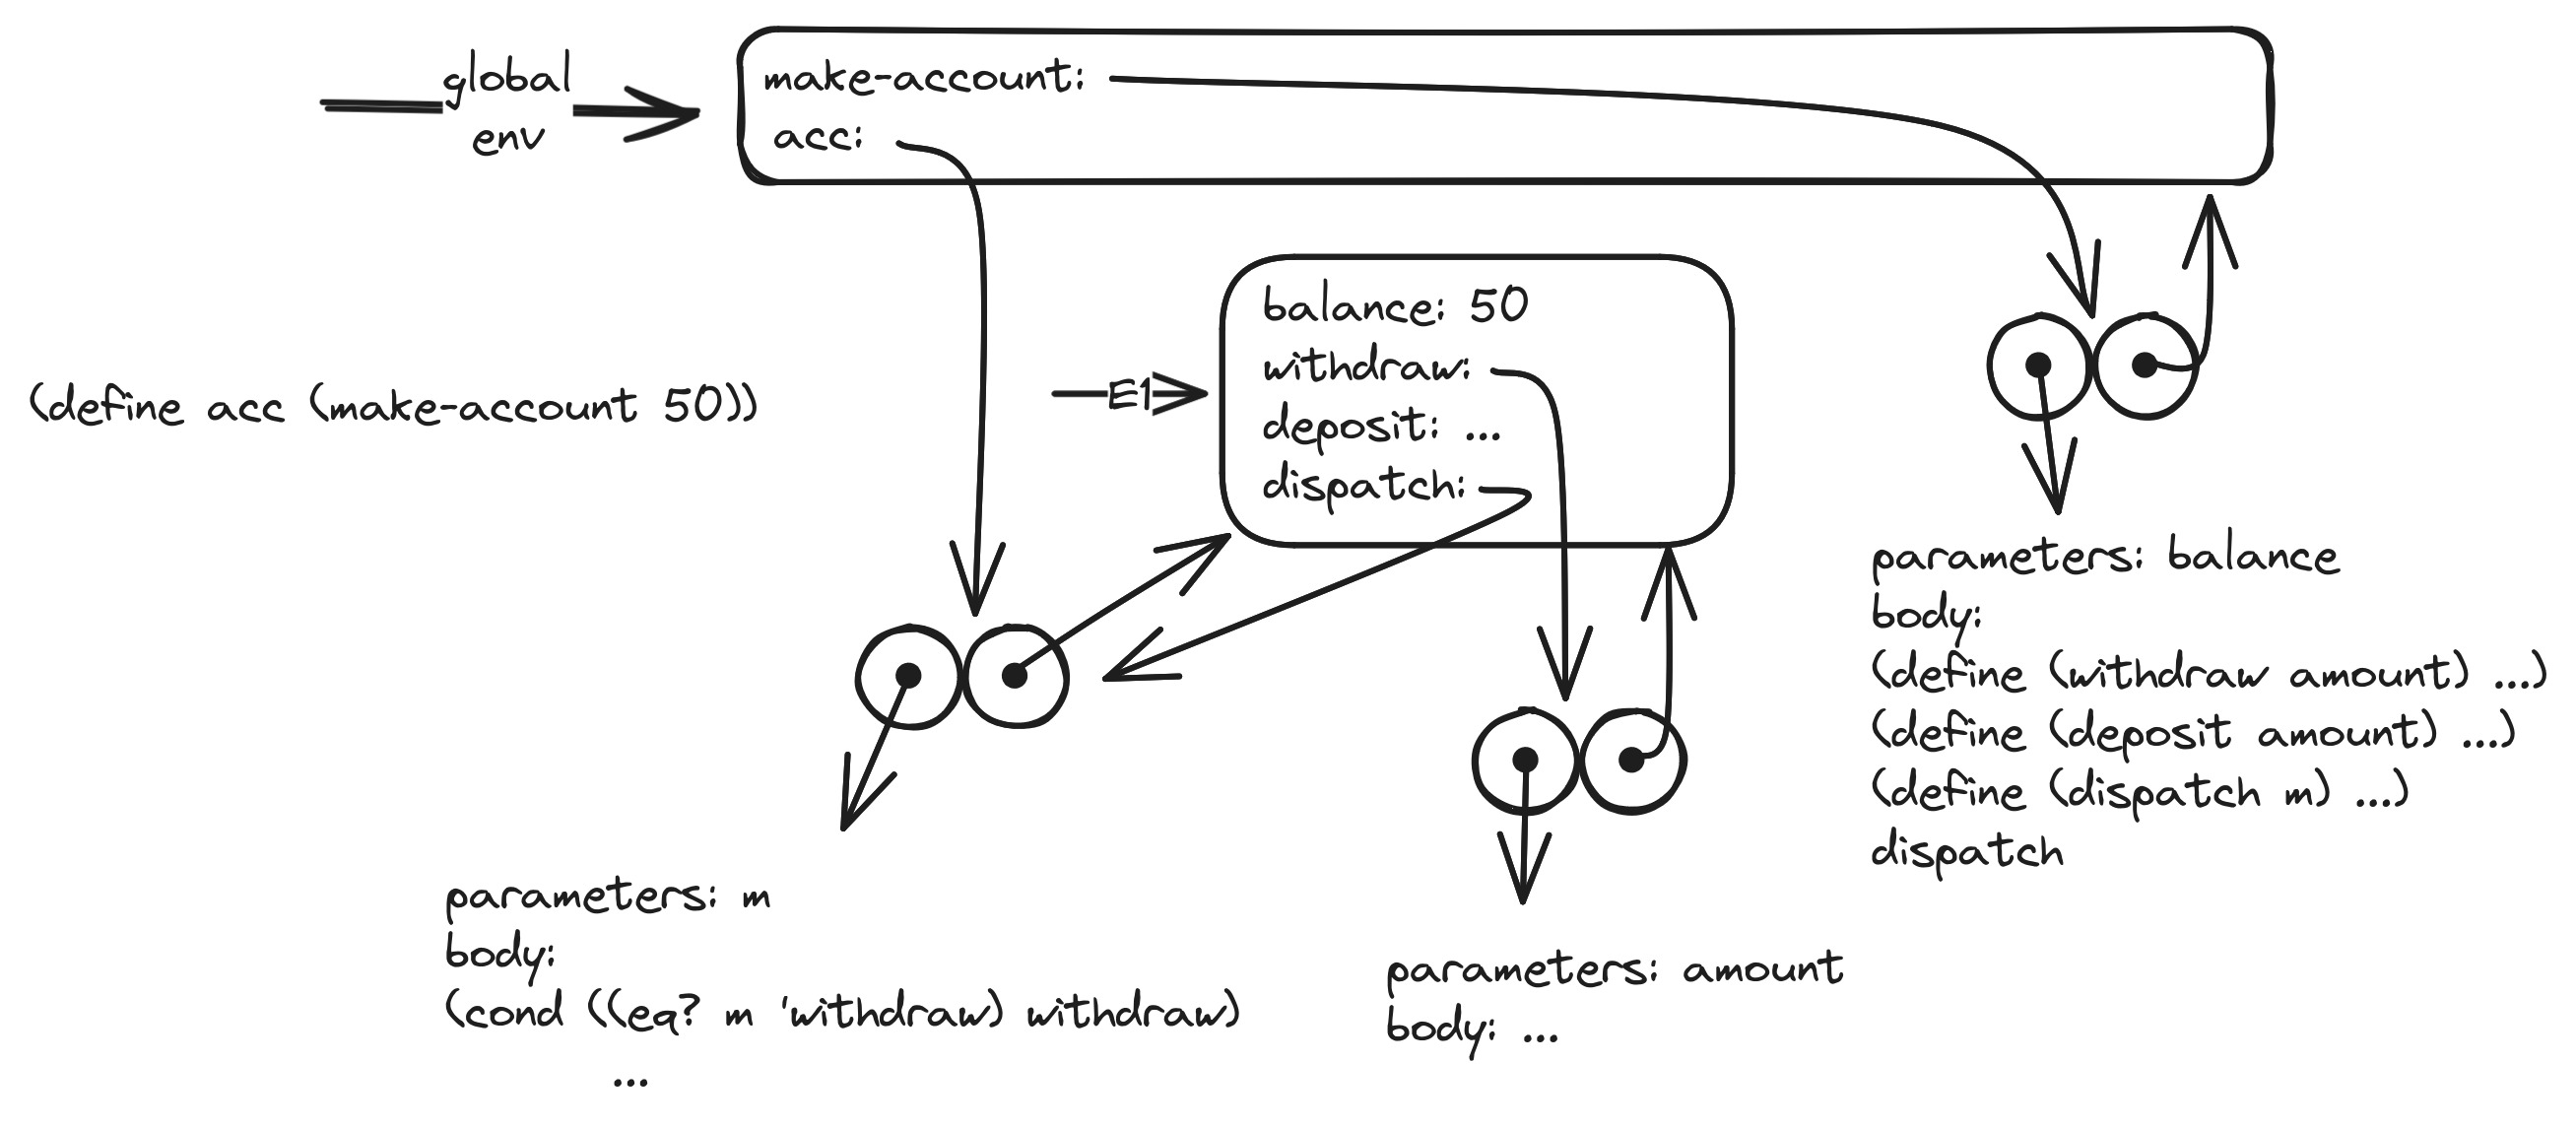 global
env
make-account:
acc:
(define acc (make-account 50))
E1
balance: 50
withdraw:
deposit: ...
dispatch:
parameters: balance
body:
(define (withdraw amount) ...)
(define (deposit amount) ...)
(define (dispatch m) ...)
dispatch
parameters: m
body:
(cond ((eq? m 'withdraw) withdraw)
...
parameters: amount
body: ...